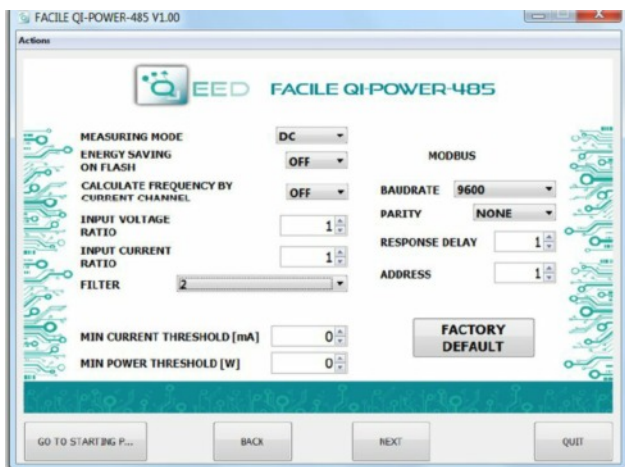 FACILE QI-POWER-485 V1.00
Actions
QEED FACILE QI-POWER-485
MEASURING MODE DC
ENERGY SAVING
ON FLASH OFF
CALCULATE FREQUENCY BY
CURRENT CHANNEL OFF
INPUT VOLTAGE
RATIO 1
INPUT CURRENT
RATIO 1
FILTER 2
MIN CURRENT THRESHOLD [mA] 0
MIN POWER THRESHOLD [W] 0
MODBUS
BAUDRATE 9600
PARITY NONE
RESPONSE DELAY 1
ADDRESS 1
FACTORY
DEFAULT
GO TO STARTING P... BACK NEXT QUIT